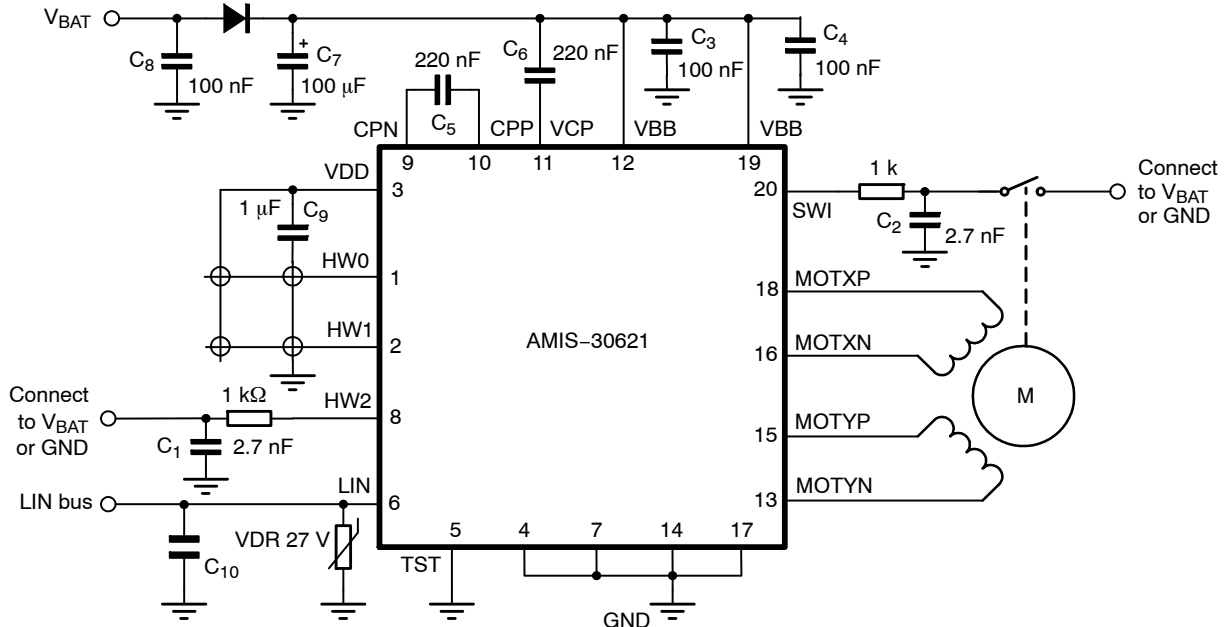 VBAT
C8
100 nF
+
C7
100 μF
220 nF
C5
C6
220 nF
C3
100 nF
C4
100 nF
CPN
CPP
VCP
VBB
VBB
9
10
11
12
19
VDD
3
1 μF
C9
HW0
1
HW1
2
Connect
to VBAT
or GND
1 kΩ
HW2
8
C1
2.7 nF
LIN bus
LIN
6
C10
VDR 27 V
AMIS−30621
20
SWI
1 k
C2
2.7 nF
Connect
to VBAT
or GND
18
MOTXP
16
MOTXN
M
15
MOTYP
13
MOTYN
5
4
7
14
17
TST
GND